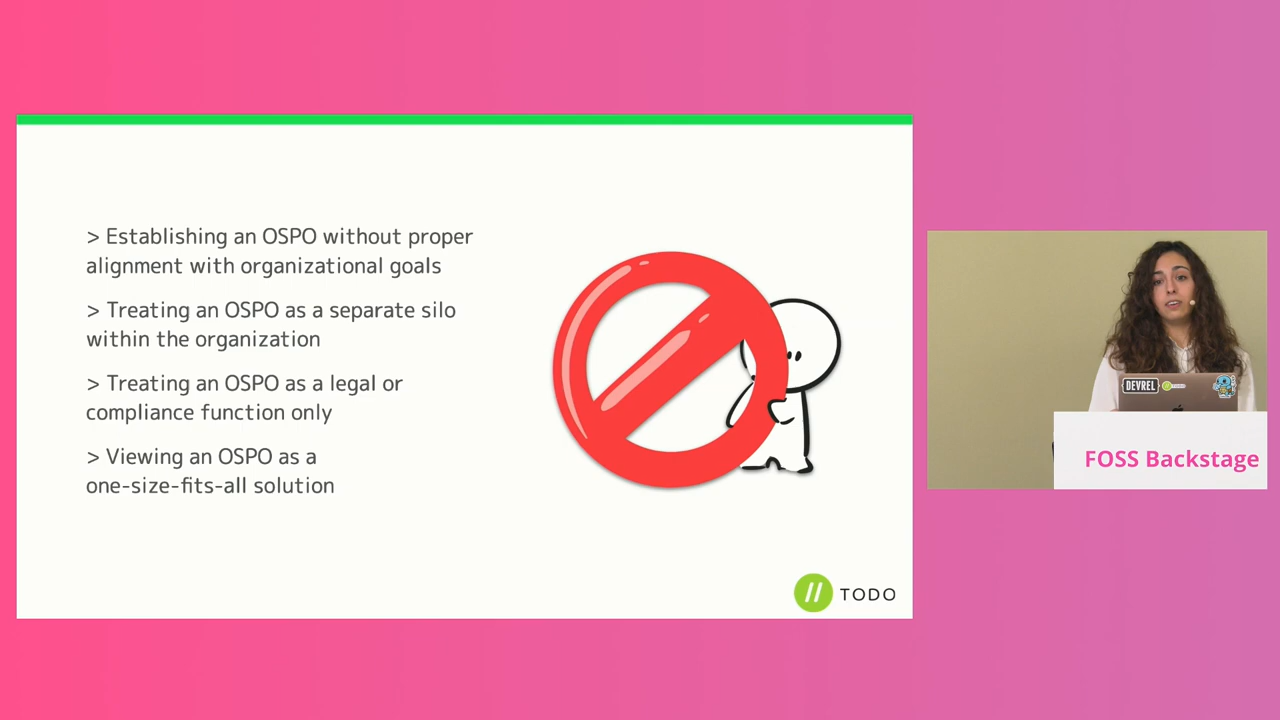 > Establishing an OSPO without proper
alignment with organizational goals
> Treating an OSPO as a separate silo
within the organization
> Treating an OSPO as a legal or
compliance function only
> Viewing an OSPO as a
one-size-fits-all solution
// TODO
DEVREL
TODO
FOSS Backstage